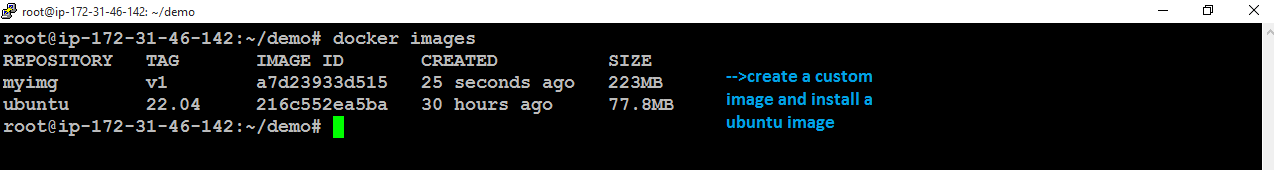 root@ip-172-31-46-142: ~/demo
root@ip-172-31-46-142:~/demo# docker images
REPOSITORY   TAG       IMAGE ID       CREATED          SIZE
myimg        v1        a7d23933d515   25 seconds ago   223MB
ubuntu       22.04     216c552ea5ba   30 hours ago     77.8MB
root@ip-172-31-46-142:~/demo#
-->create a custom
image and install a
ubuntu image